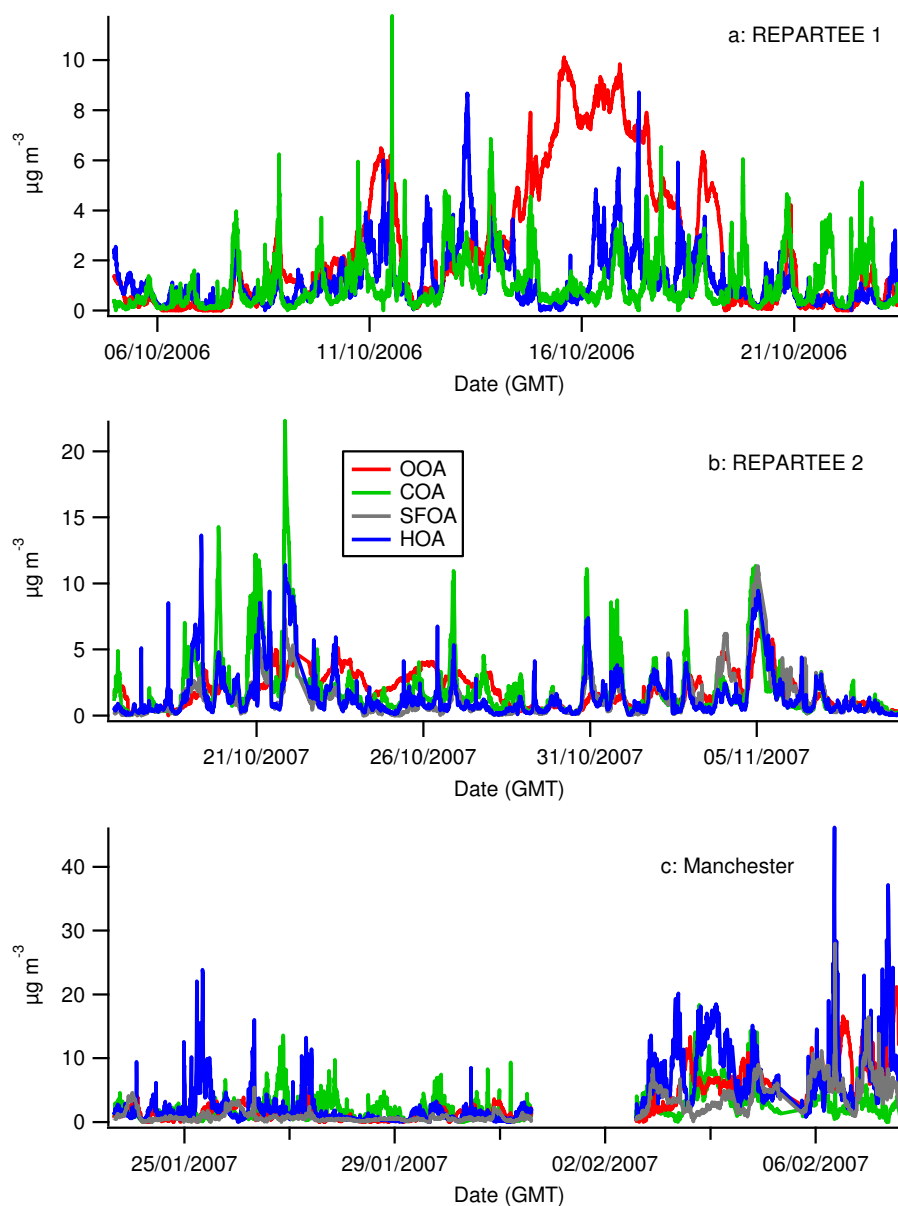 a: REPARTEE 1
10
8
6
4
2
0
µg m-3
06/10/2006 11/10/2006 16/10/2006 21/10/2006
Date (GMT)
b: REPARTEE 2
20
15
10
5
0
µg m-3
OOA
COA
SFOA
HOA
21/10/2007 26/10/2007 31/10/2007 05/11/2007
Date (GMT)
c: Manchester
40
30
20
10
0
µg m-3
25/01/2007 29/01/2007 02/02/2007 06/02/2007
Date (GMT)